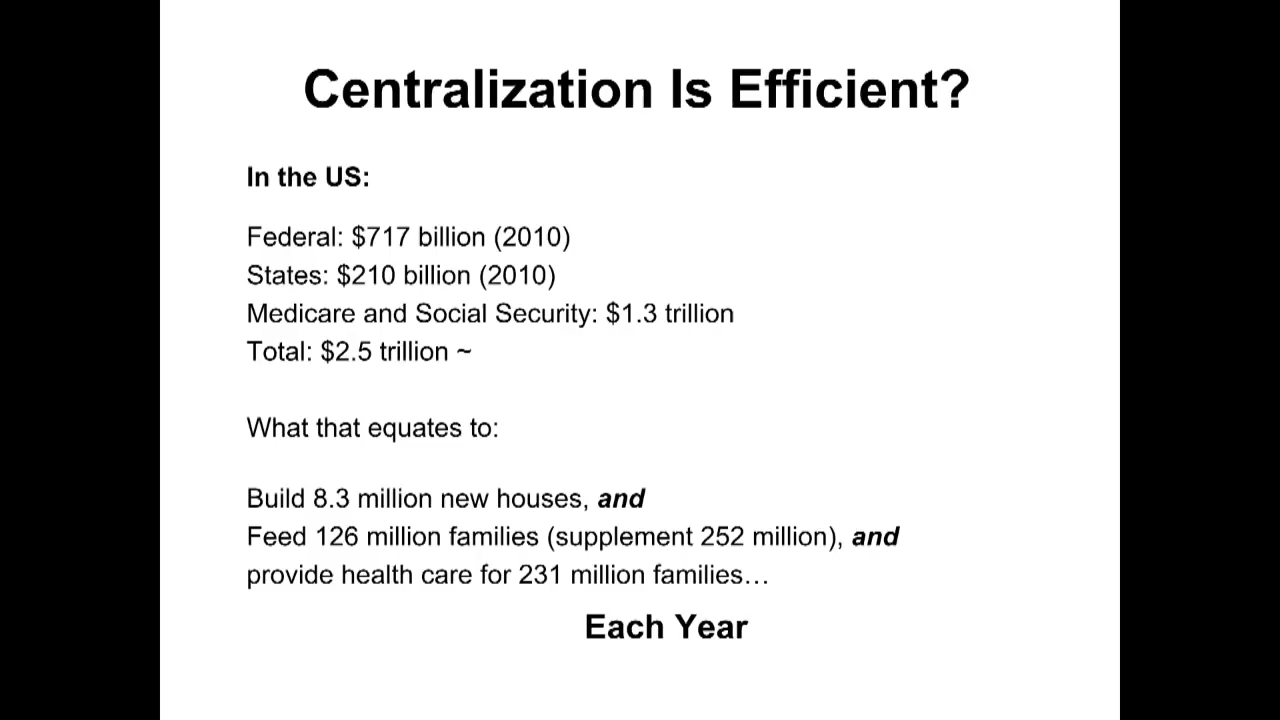 Centralization Is Efficient?
In the US:
Federal: $717 billion (2010)
States: $210 billion (2010)
Medicare and Social Security: $1.3 trillion
Total: $2.5 trillion ~
What that equates to:
Build 8.3 million new houses, and
Feed 126 million families (supplement 252 million), and
provide health care for 231 million families…
Each Year